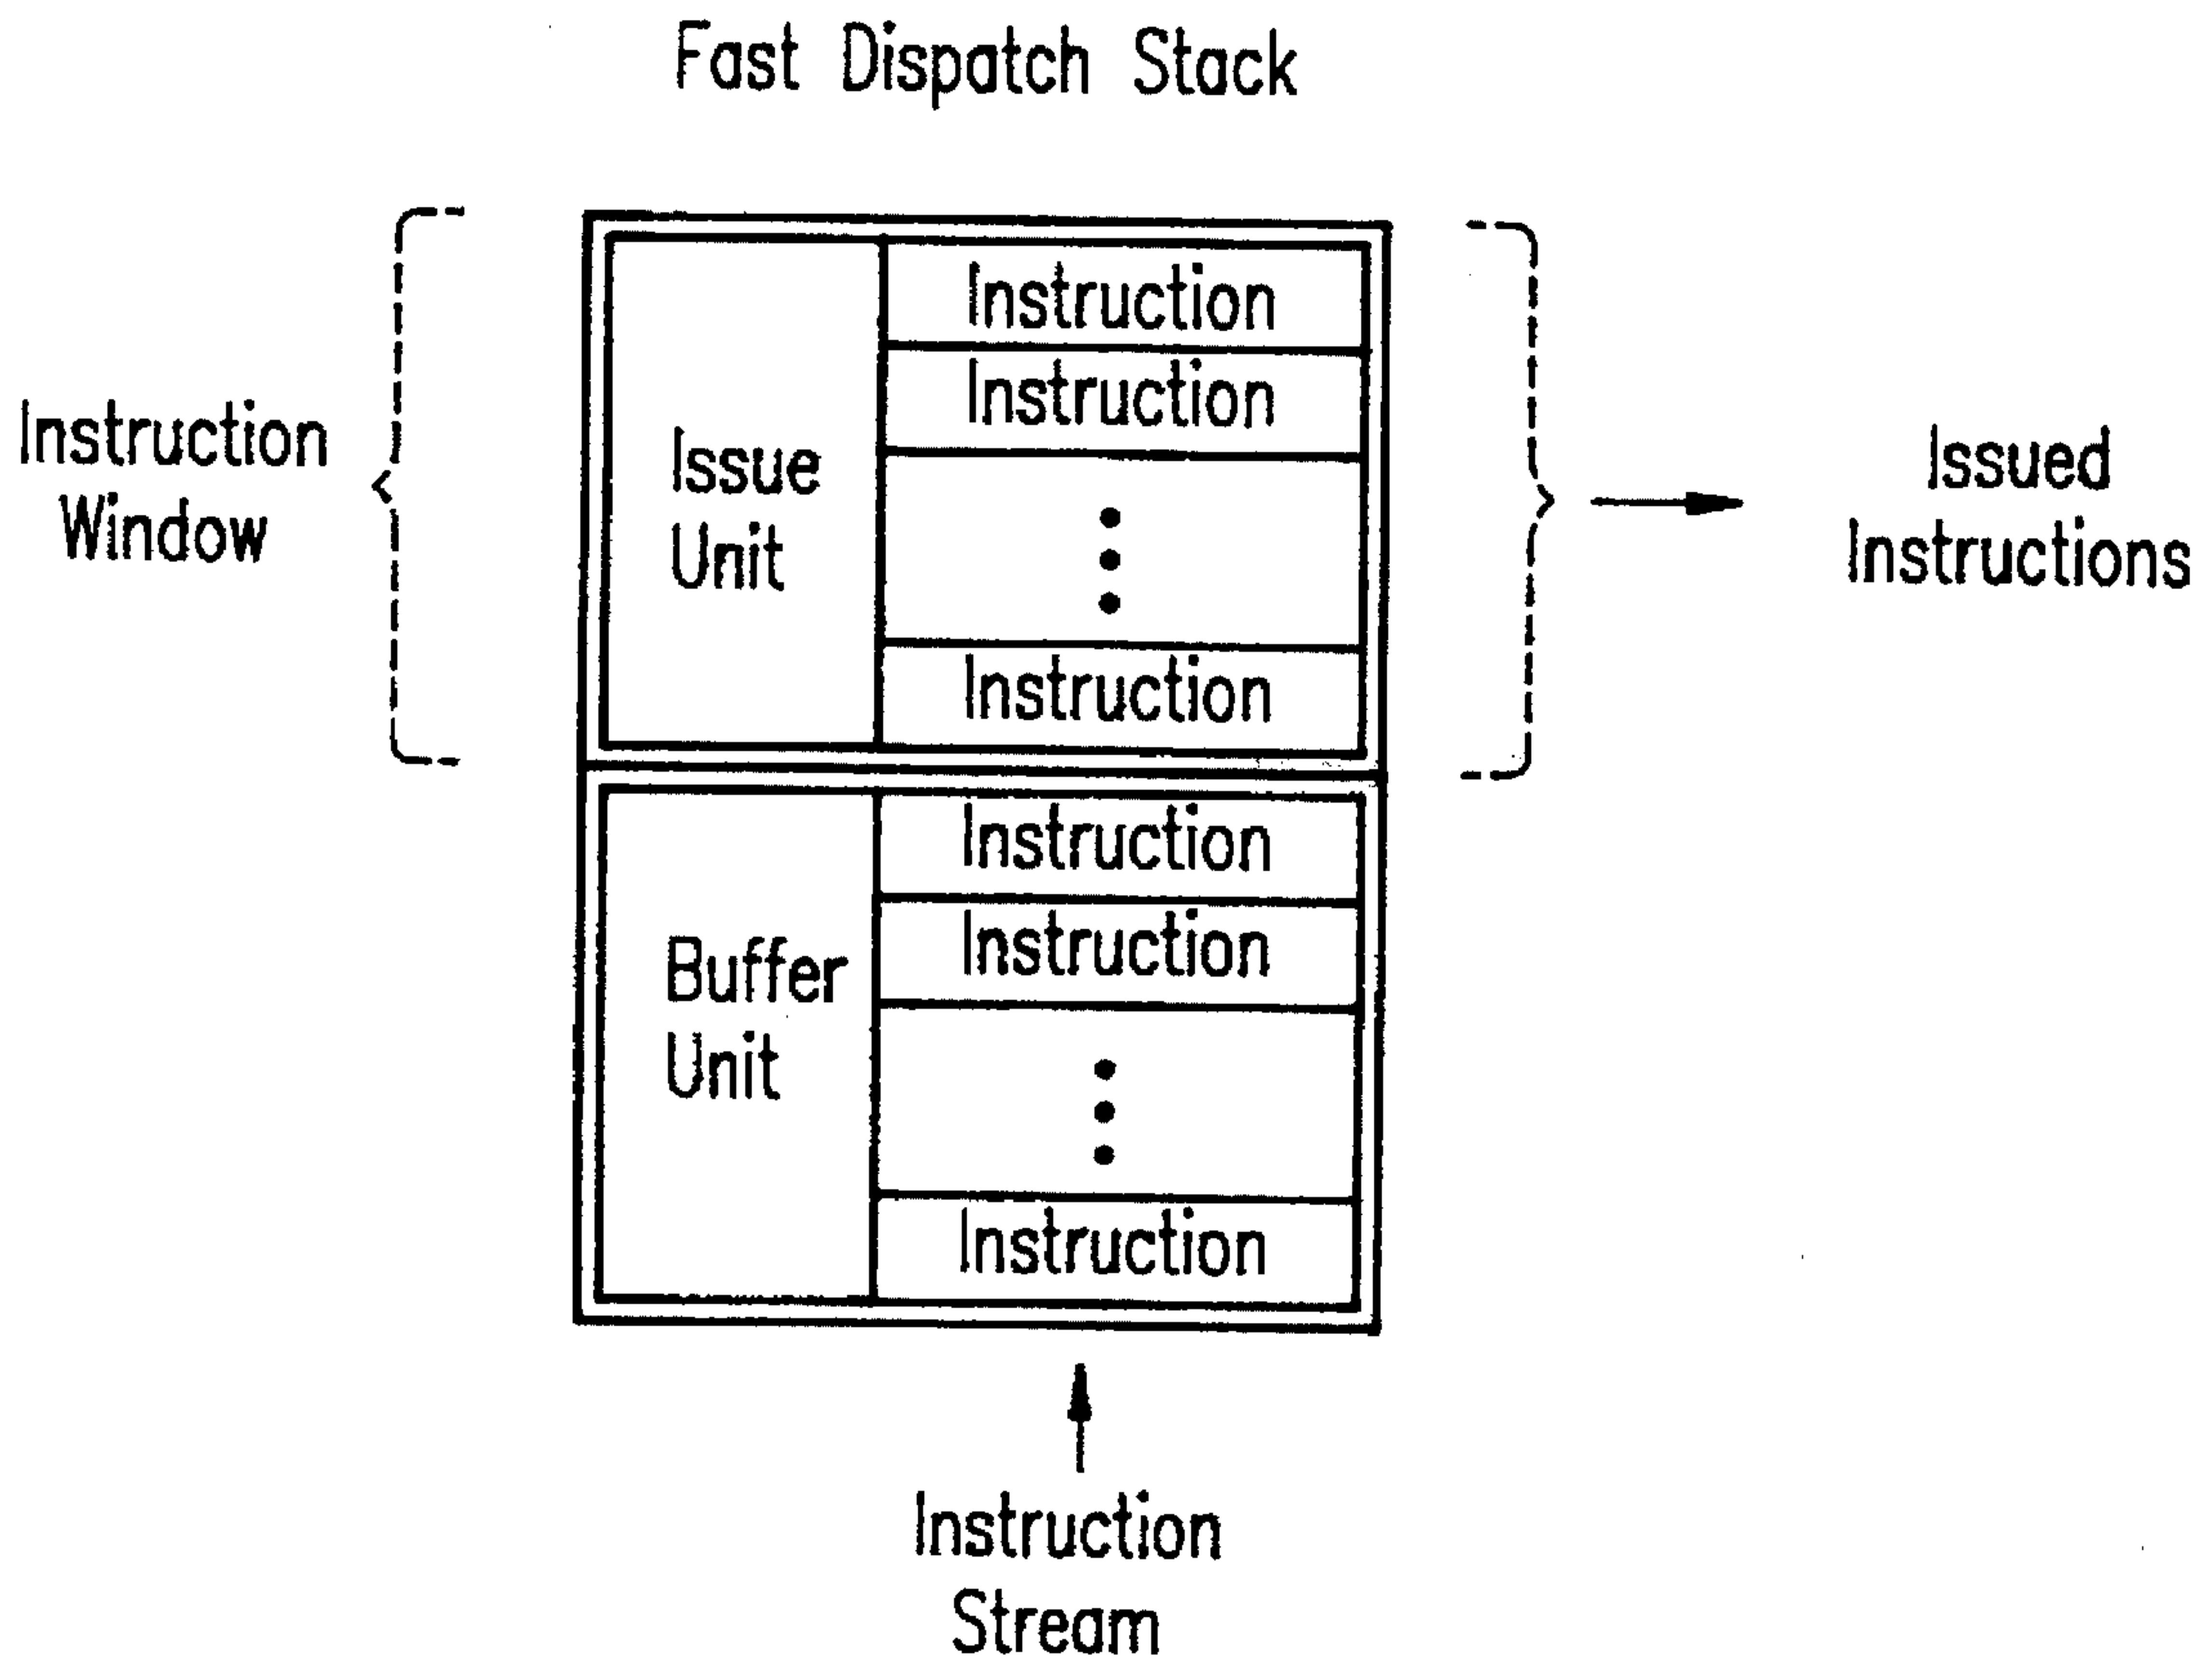 Fast Dispatch Stack
Instruction
Window
Issue
Unit
Instruction
Instruction
Instruction
Issued
Instructions
Buffer
Unit
Instruction
Instruction
Instruction
Instruction
Stream